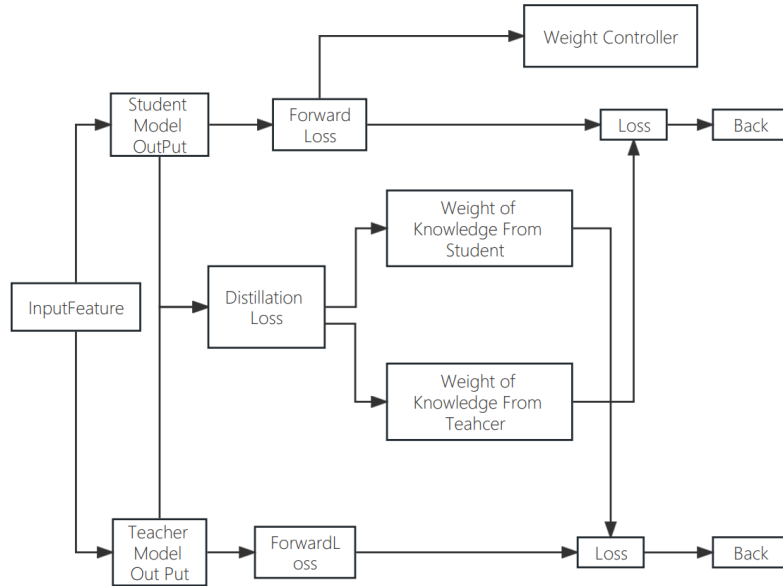 Weight Controller
Student
Model
OutPut
Forward
Loss
Loss
Back
Weight of
Knowledge From
Student
InputFeature
Distillation
Loss
Weight of
Knowledge From
Teahcer
Teacher
Model
Out Put
ForwardL
oss
Loss
Back